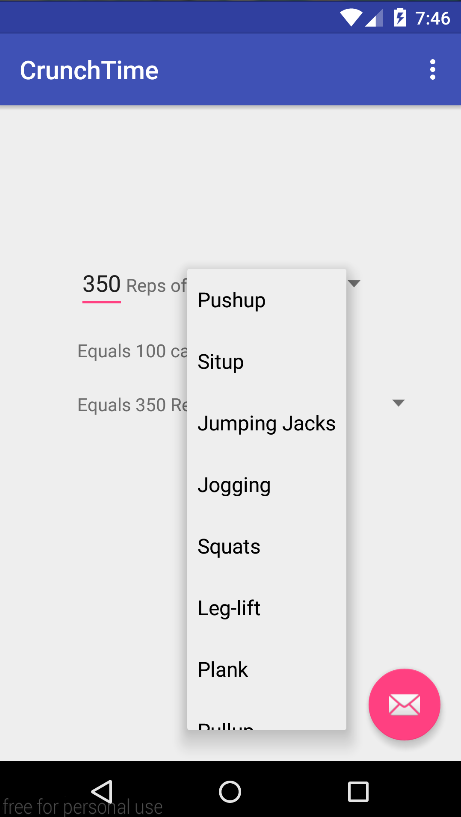 7:46
CrunchTime
350 Reps of
Pushup
Situp
Equals 100 ca
Equals 350 Re
Jumping Jacks
Jogging
Squats
Leg-lift
Plank
Pullup
free for personal use